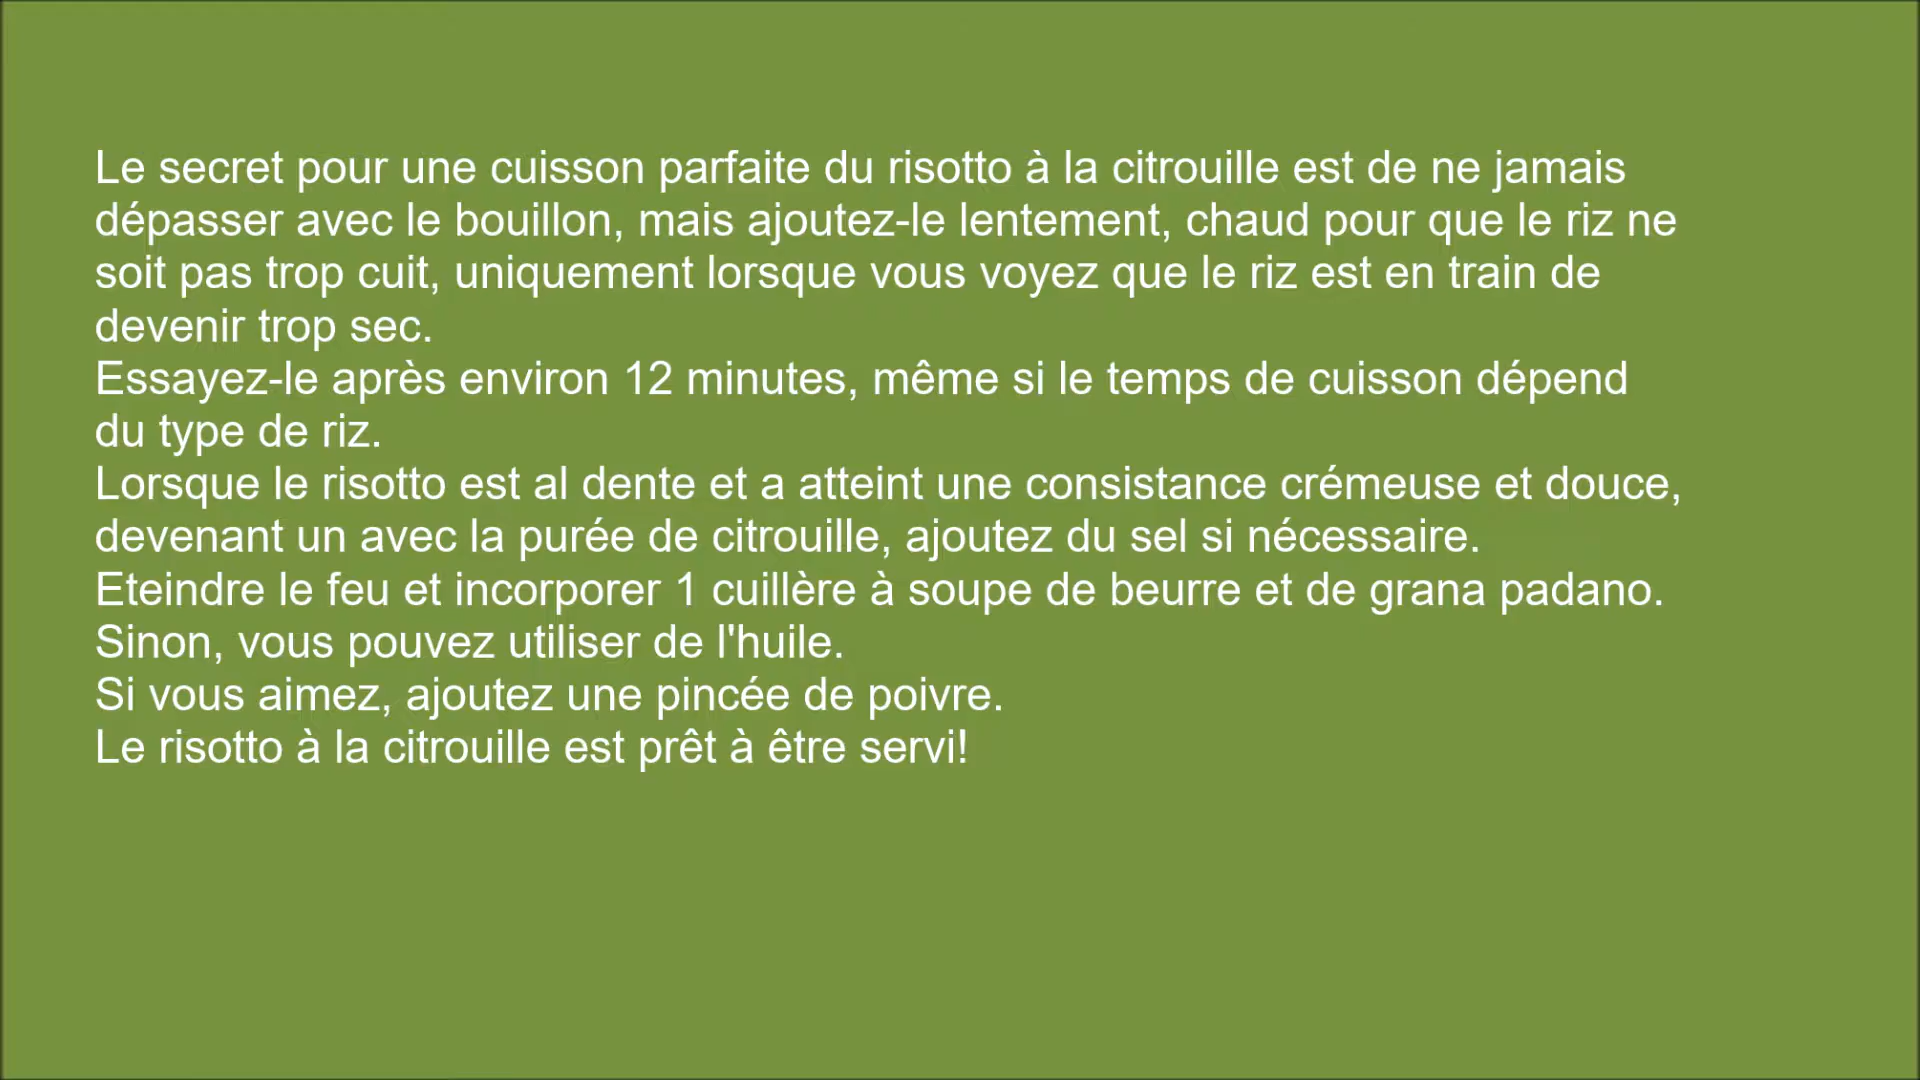 Le secret pour une cuisson parfaite du risotto à la citrouille est de ne jamais
dépasser avec le bouillon, mais ajoutez-le lentement, chaud pour que le riz ne
soit pas trop cuit, uniquement lorsque vous voyez que le riz est en train de
devenir trop sec.
Essayez-le après environ 12 minutes, même si le temps de cuisson dépend
du type de riz.
Lorsque le risotto est al dente et a atteint une consistance crémeuse et douce,
devenant un avec la purée de citrouille, ajoutez du sel si nécessaire.
Eteindre le feu et incorporer 1 cuillère à soupe de beurre et de grana padano.
Sinon, vous pouvez utiliser de l'huile.
Si vous aimez, ajoutez une pincée de poivre.
Le risotto à la citrouille est prêt à être servi!